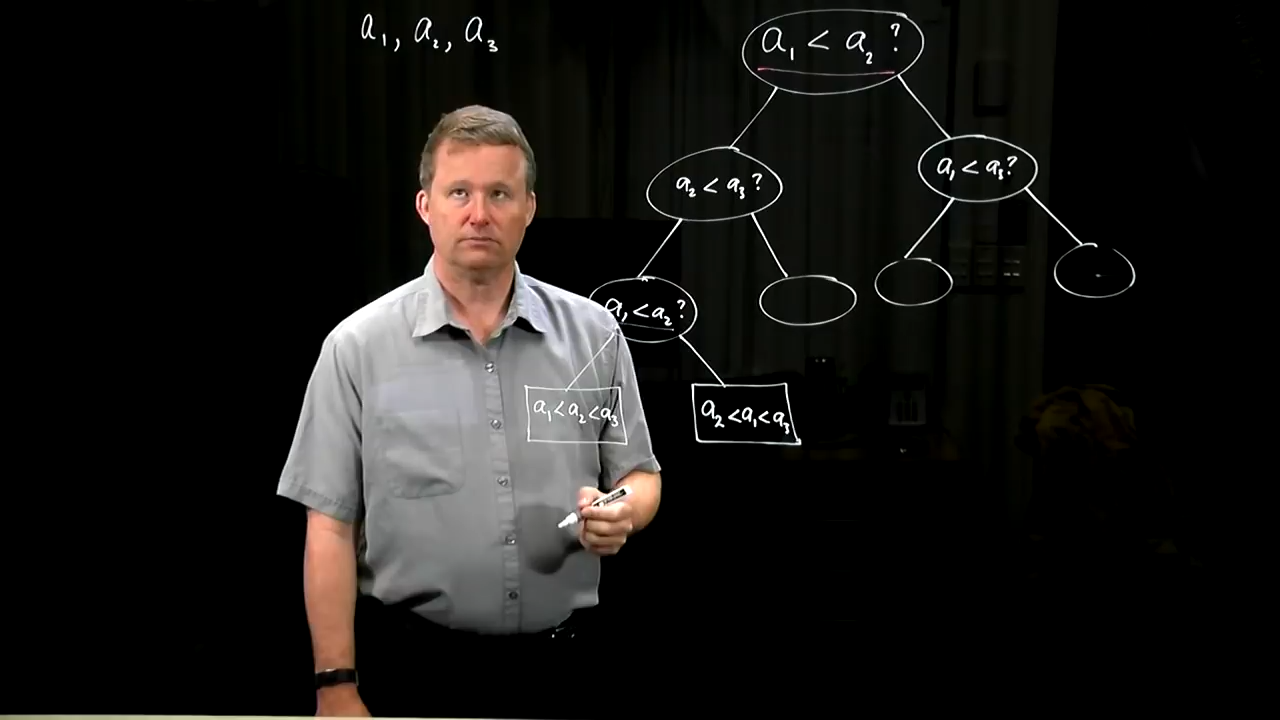 a₁, a₂, a₃
a₁ < a₂ ?
a₂ < a₃ ?
a₁ < a₃?
a₁ < a₂?
a₁ < a₂ < a₃
a₂ < a₁ < a₃